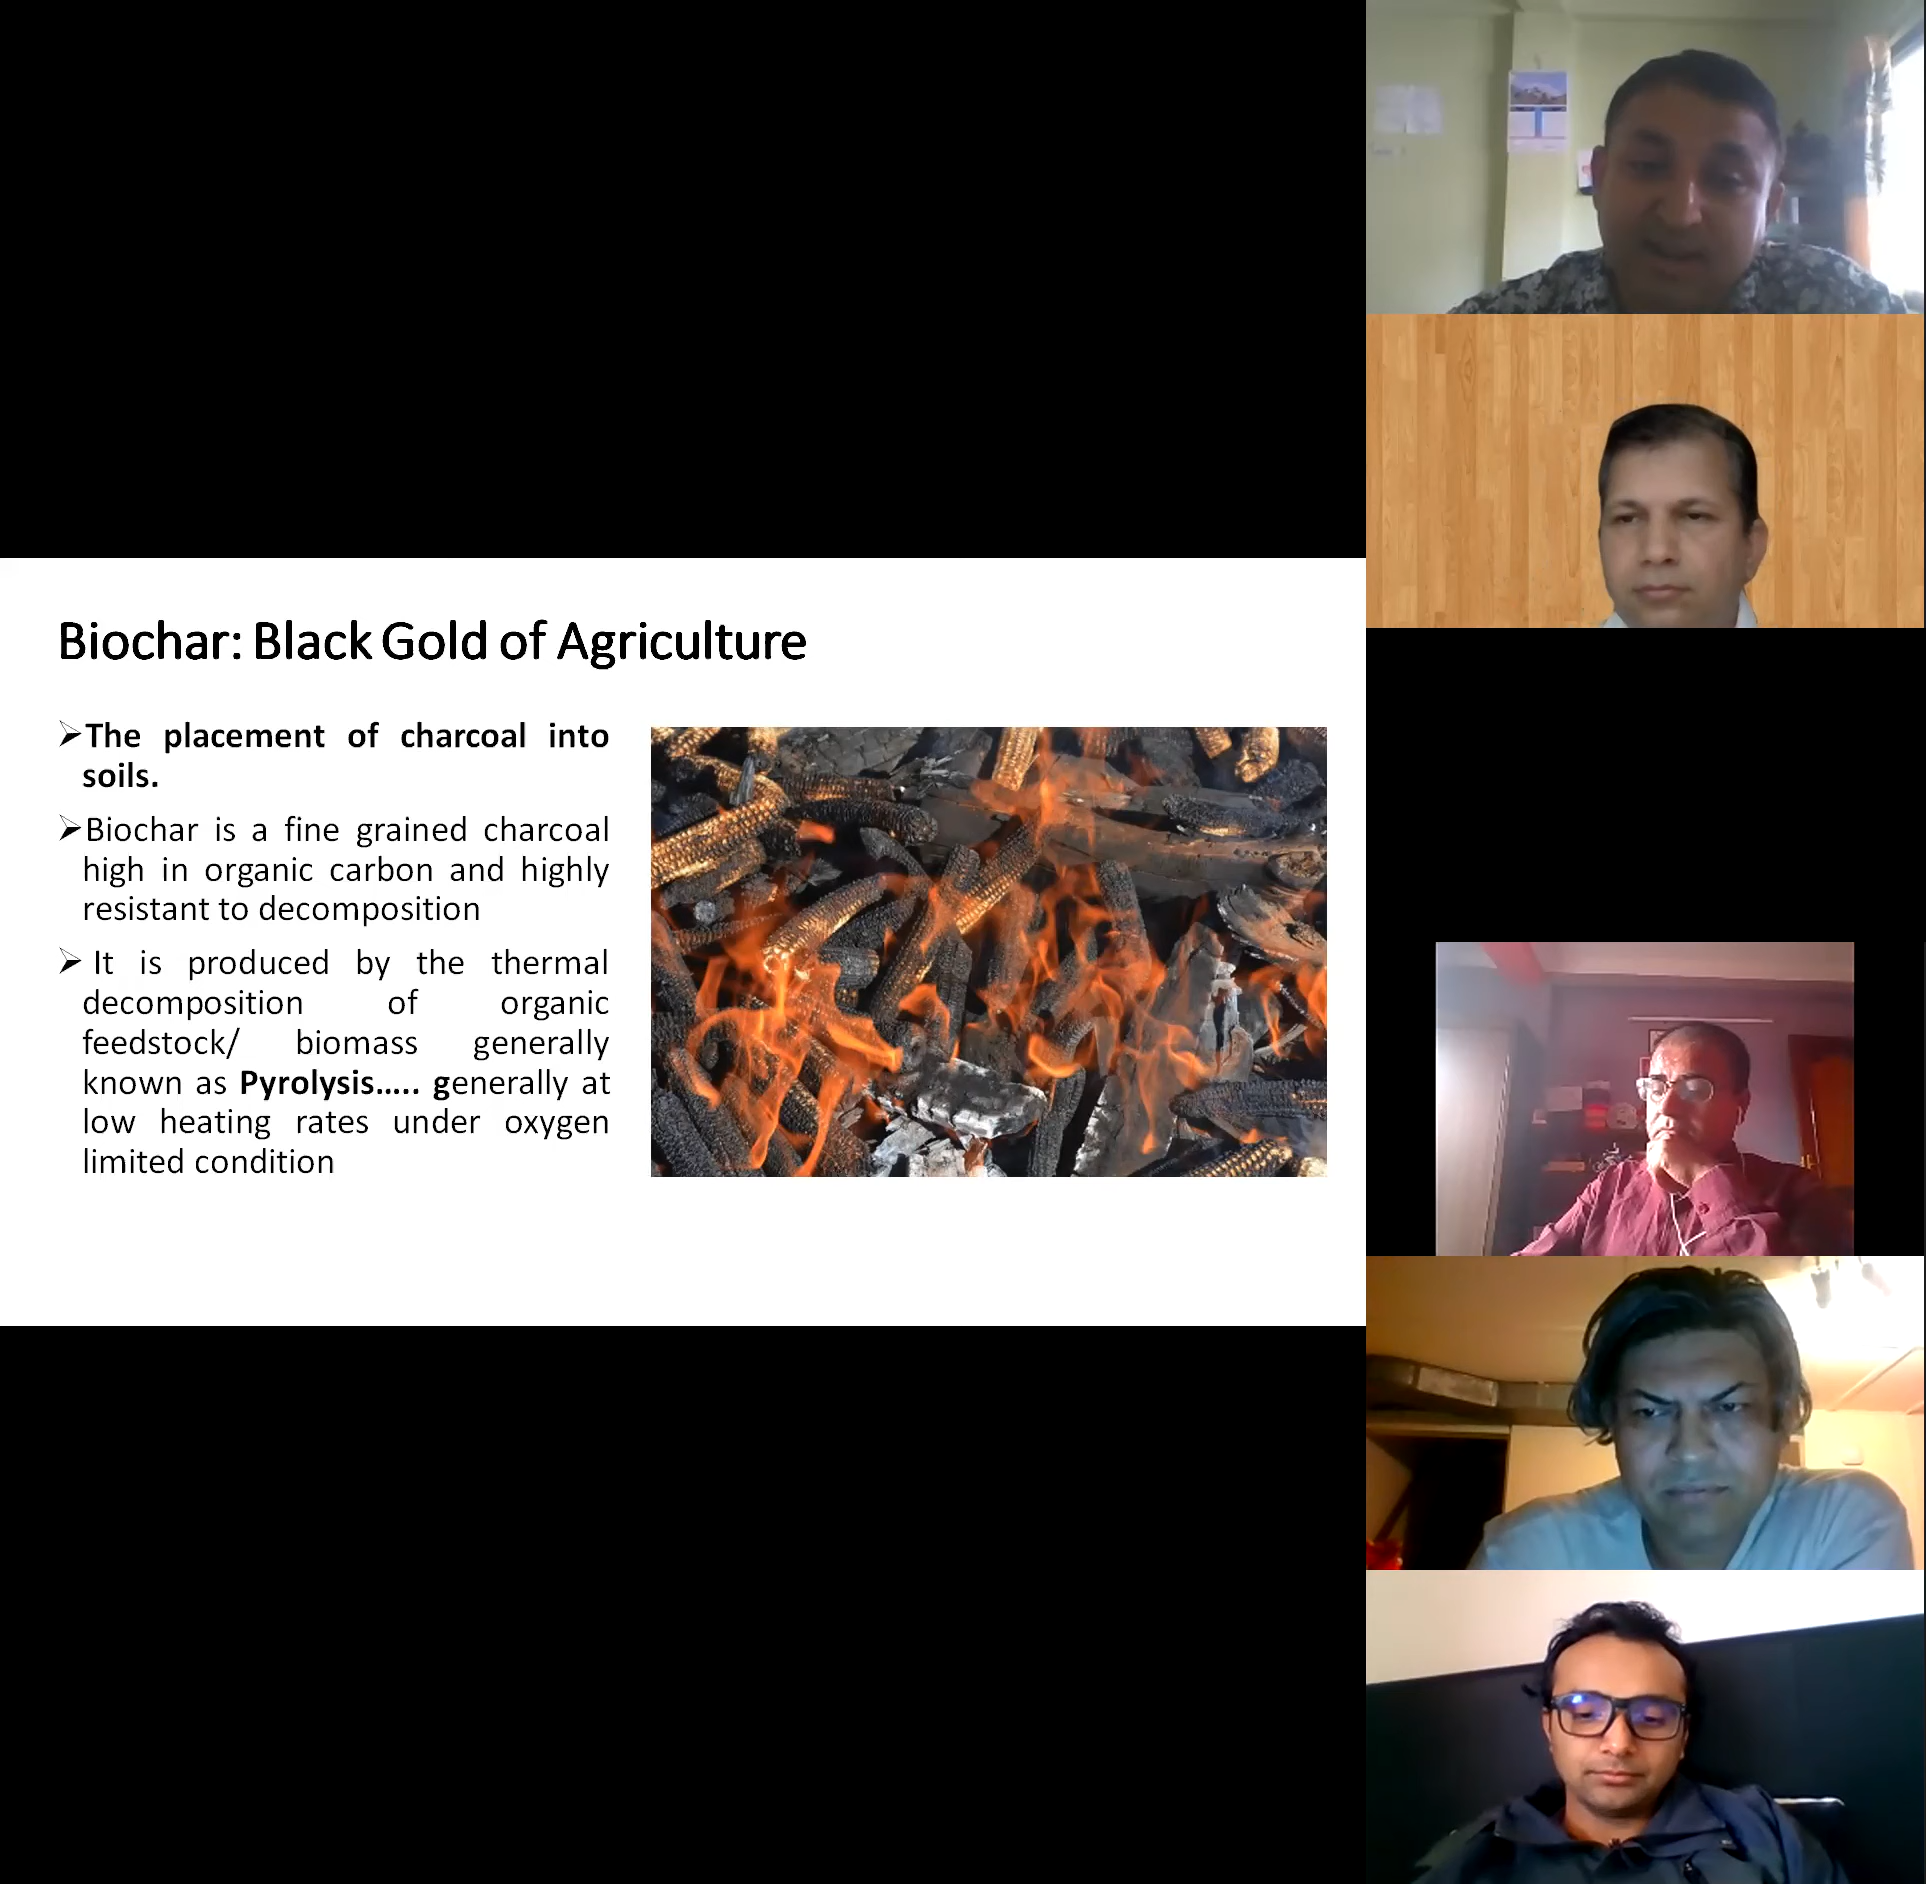 Biochar: Black Gold of Agriculture
➢The placement of charcoal into
soils.
➢Biochar is a fine grained charcoal
high in organic carbon and highly
resistant to decomposition
➢ It is produced by the thermal
decomposition of organic
feedstock/ biomass generally
known as Pyrolysis..... generally at
low heating rates under oxygen
limited condition